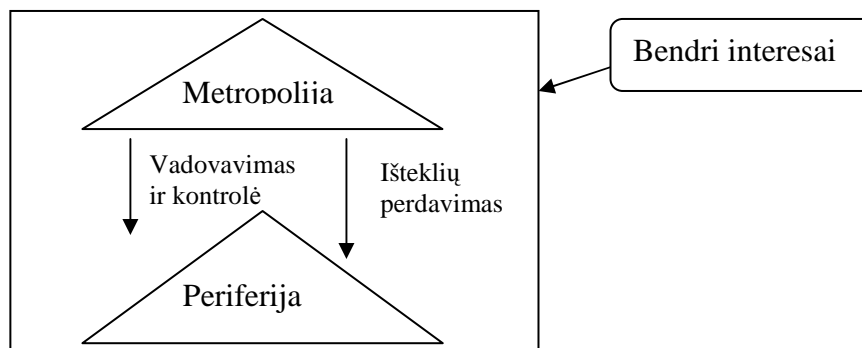 Bendri interesai
Metropolija
Vadovavimas
ir kontrolė
Išteklių
perdavimas
Periferija